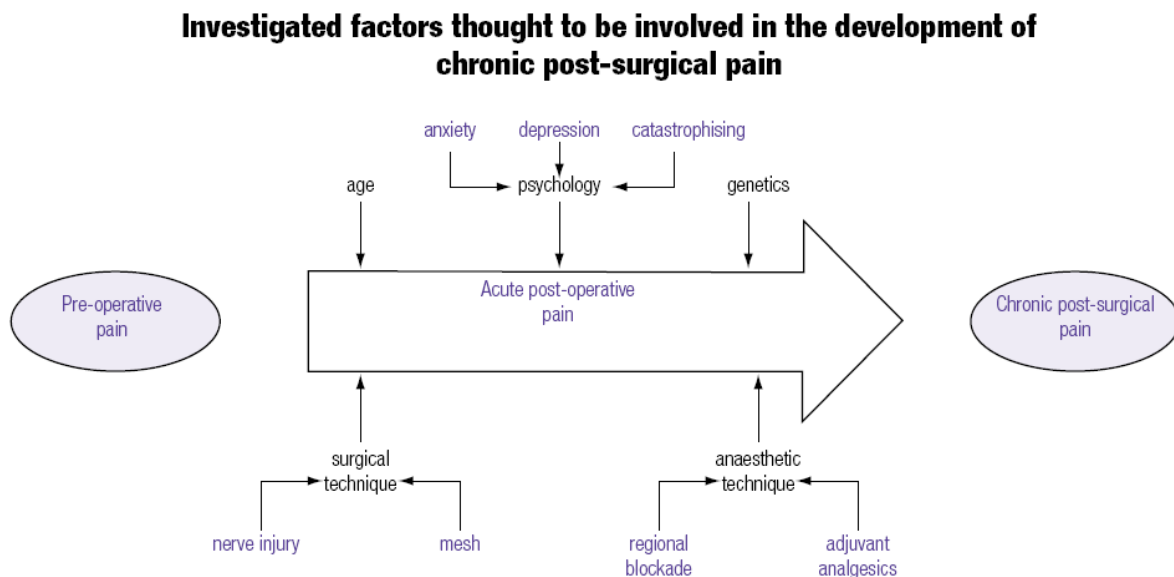 Investigated factors thought to be involved in the development of
chronic post-surgical pain
anxiety
depression
catastrophising
age
psychology
genetics
Pre-operative
pain
Acute post-operative
pain
Chronic post-surgical
pain
surgical
technique
anaesthetic
technique
nerve injury
mesh
regional
blockade
adjuvant
analgesics